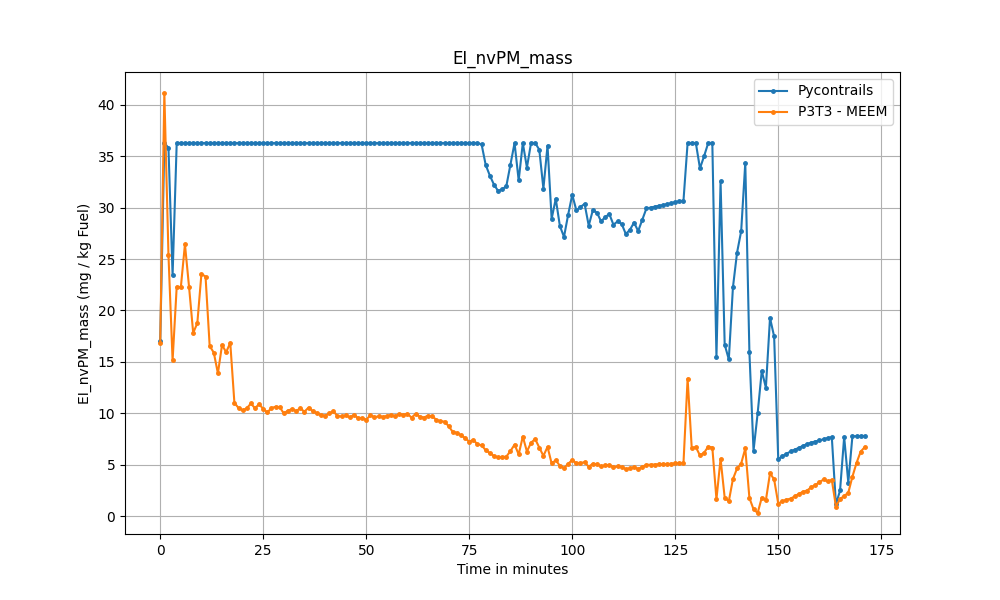 EI_nvPM_mass
Pycontrails
P3T3 - MEEM
EI_nvPM_mass (mg / kg Fuel)
40
35
30
25
20
15
10
5
0
0 25 50 75 100 125 150 175
Time in minutes